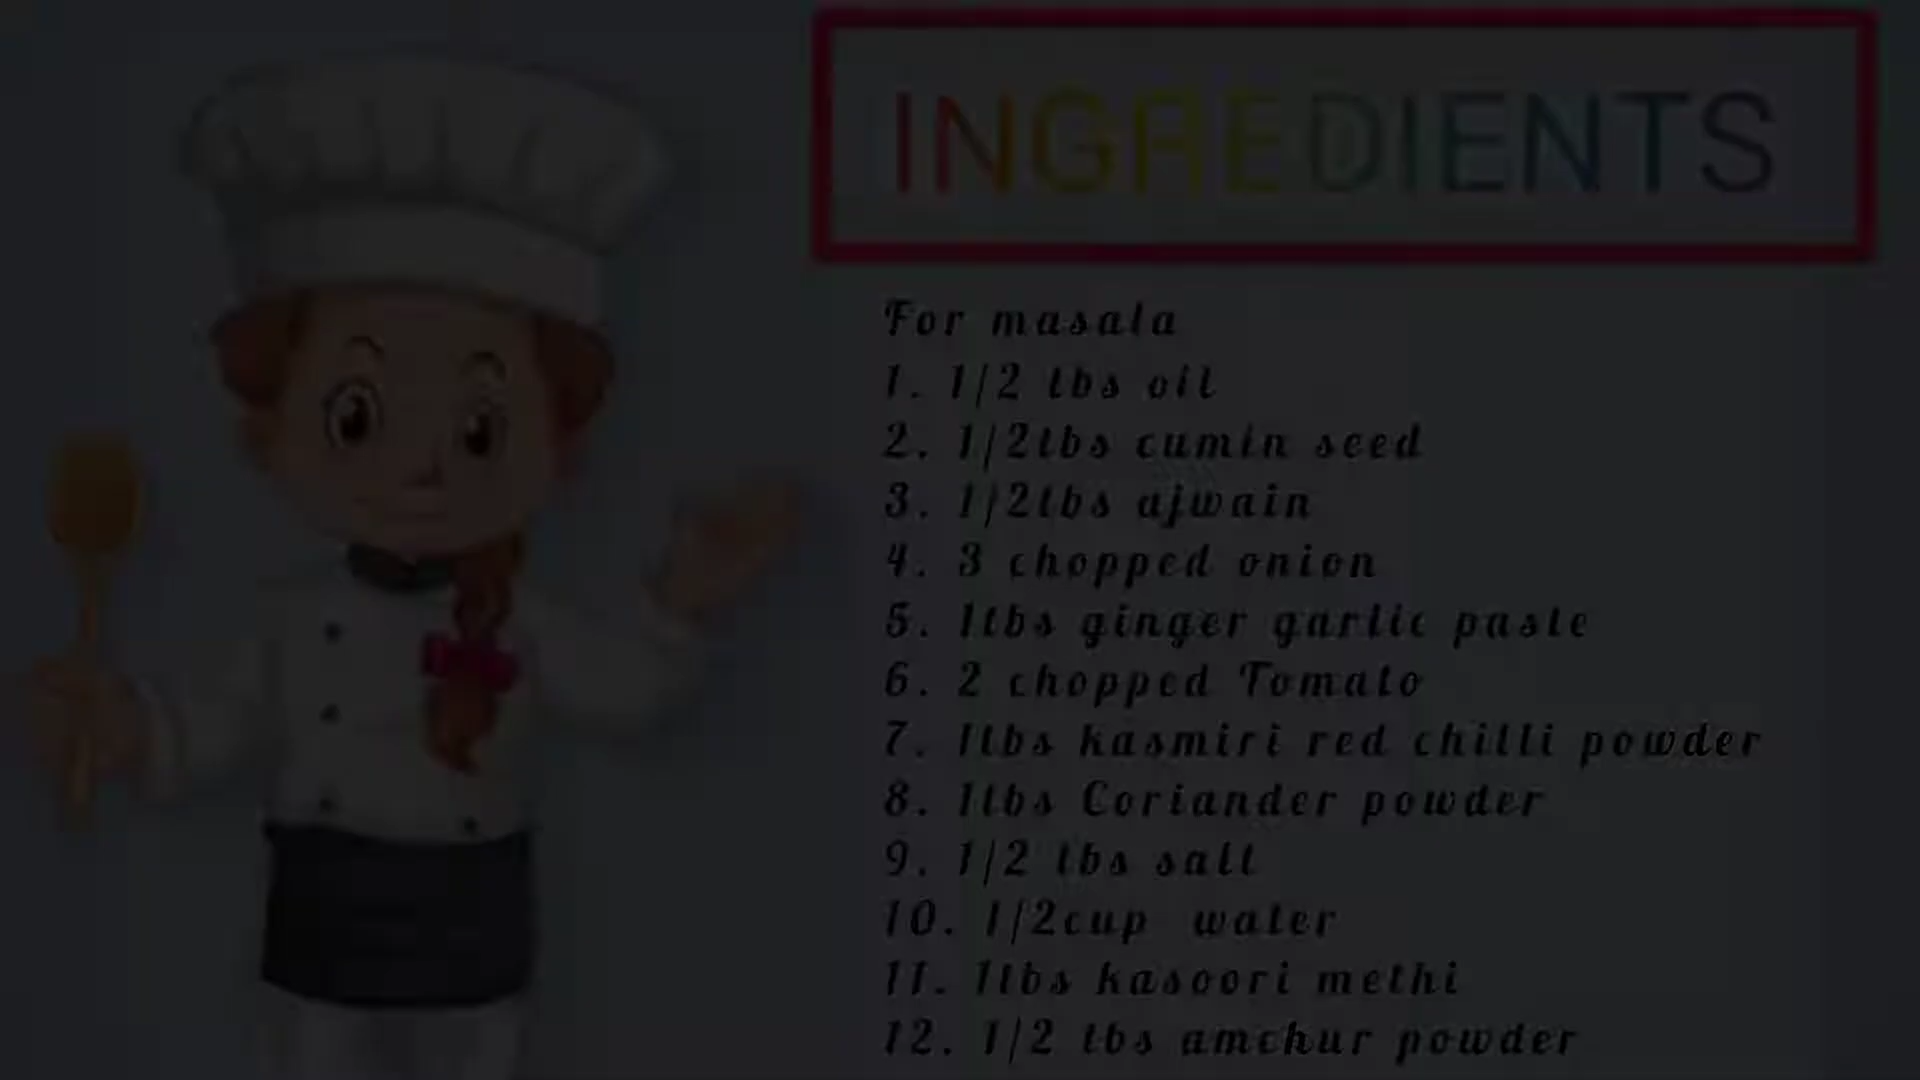 INGREDIENTS
For masala
1. 1/2 tbs oil
2. 1/2tbs cumin seed
3. 1/2tbs ajwain
4. 3 chopped onion
5. 1tbs ginger garlic paste
6. 2 chopped Tomato
7. 1tbs kasmiri red chilli powder
8. 1tbs Coriander powder
9. 1/2 tbs salt
10. 1/2cup water
11. 1tbs kasoori methi
12. 1/2 tbs amchur powder